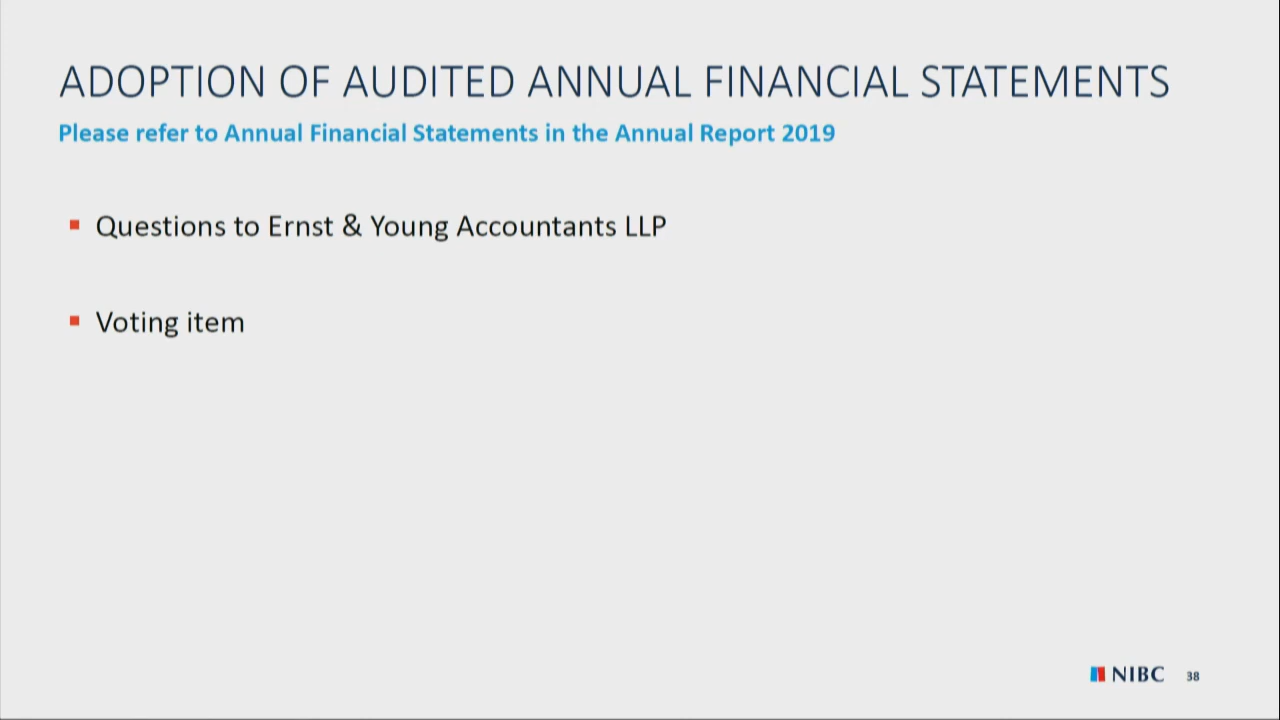 ADOPTION OF AUDITED ANNUAL FINANCIAL STATEMENTS
Please refer to Annual Financial Statements in the Annual Report 2019
Questions to Ernst & Young Accountants LLP
Voting item
NIBC 38